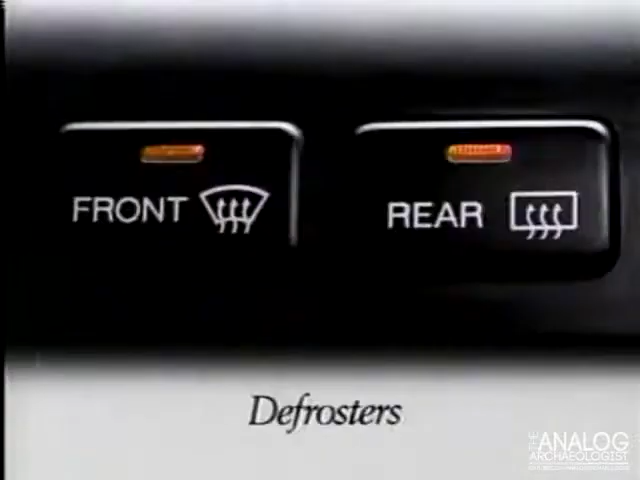 FRONT
REAR
Defrosters
THE ANALOG
ARCHAEOLOGIST